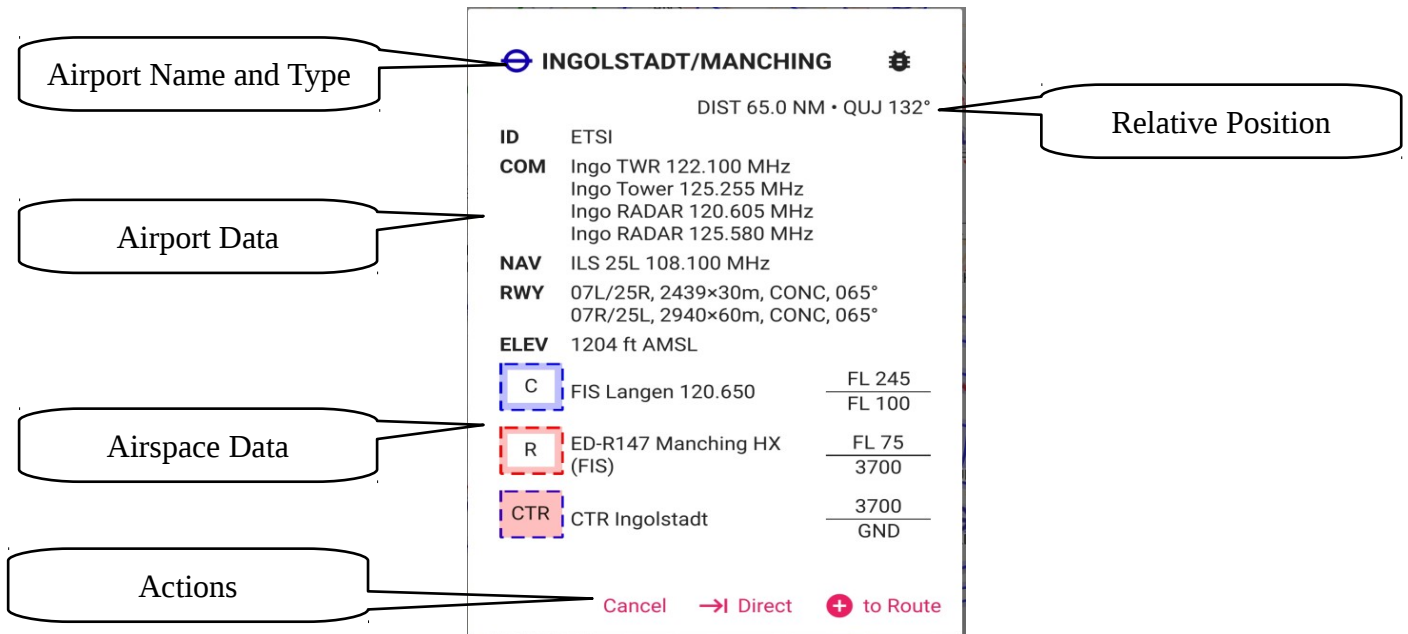 Airport Name and Type
INGOLSTADT/MANCHING
DIST 65.0 NM • QUJ 132°
Relative Position
ID ETSI
COM Ingo TWR 122.100 MHz
Ingo Tower 125.255 MHz
Ingo RADAR 120.605 MHz
Ingo RADAR 125.580 MHz
Airport Data
NAV ILS 25L 108.100 MHz
RWY 07L/25R, 2439×30m, CONC, 065°
07R/25L, 2940×60m, CONC, 065°
ELEV 1204 ft AMSL
C FIS Langen 120.650 FL 245
FL 100
Airspace Data
R ED-R147 Manching HX FL 75
(FIS) 3700
CTR CTR Ingolstadt 3700
GND
Actions
Cancel Direct + to Route